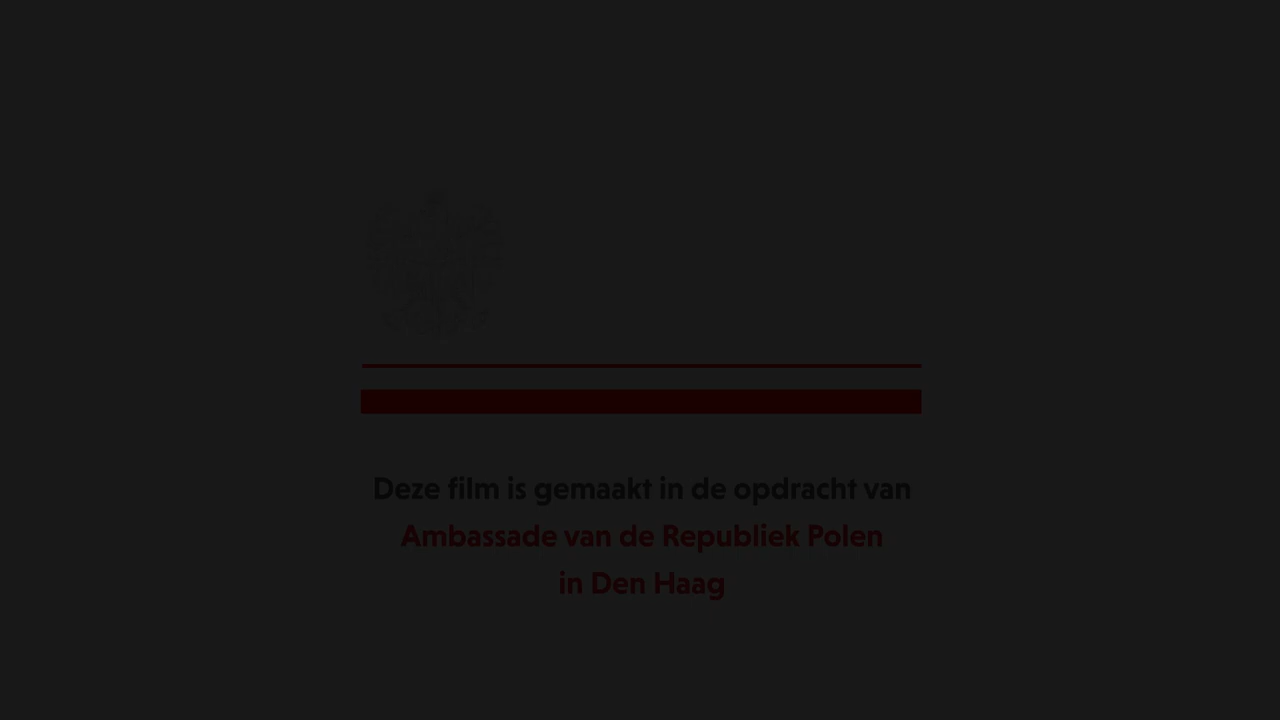 Deze film is gemaakt in de opdracht van
Ambassade van de Republiek Polen
in Den Haag